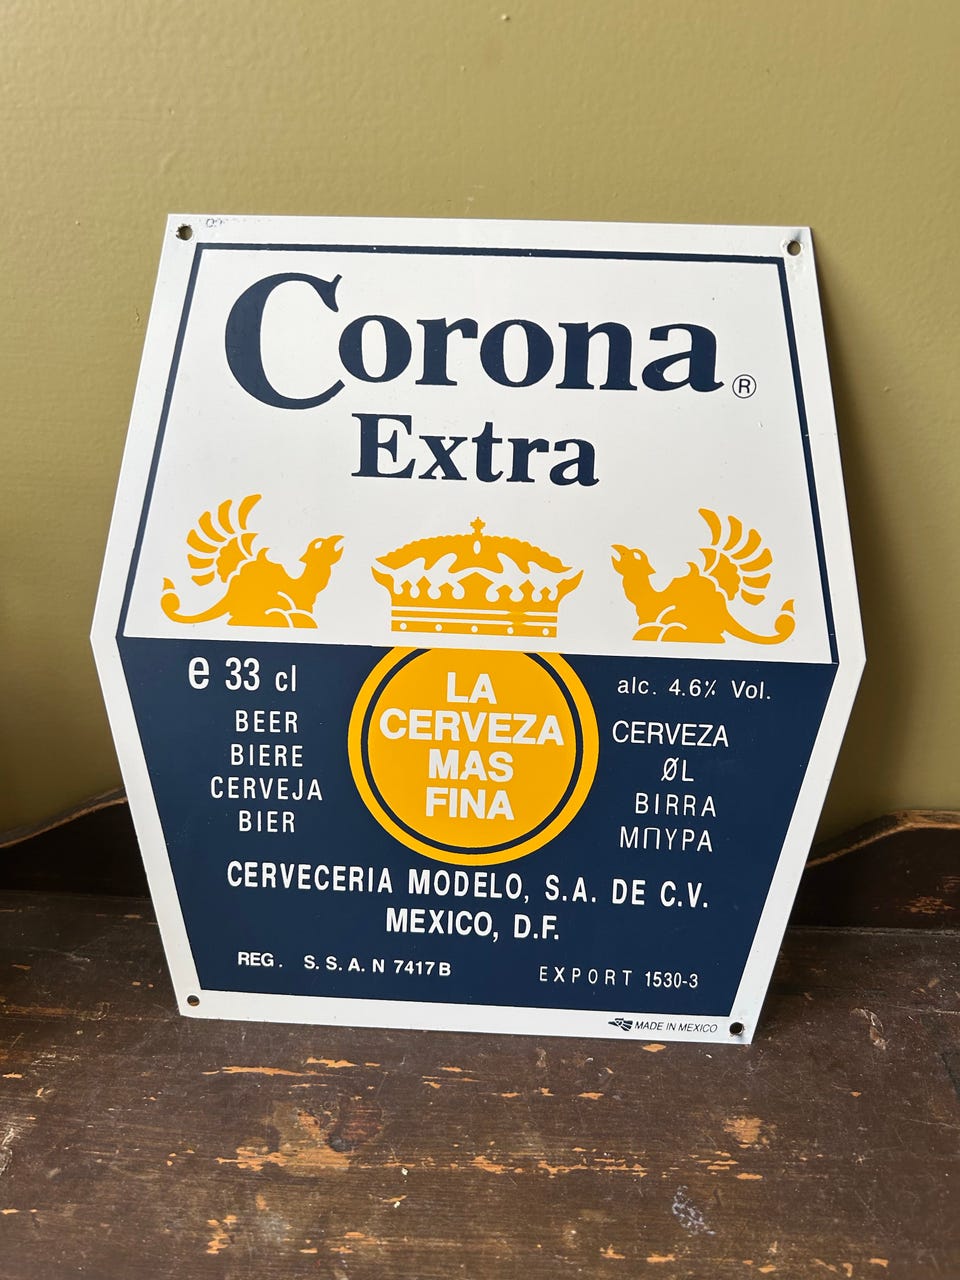 Corona®
Extra
LA
CERVEZA
MAS
FINA
e 33 cl
BEER
BIERE
CERVEJA
BIER
alc. 4.6% Vol.
CERVEZA
ØL
BIRRA
ΜΠΥΡΑ
CERVECERIA MODELO, S.A. DE C.V.
MEXICO, D.F.
REG. S.S.A. N 7417B
EXPORT 1530-3
MADE IN MEXICO